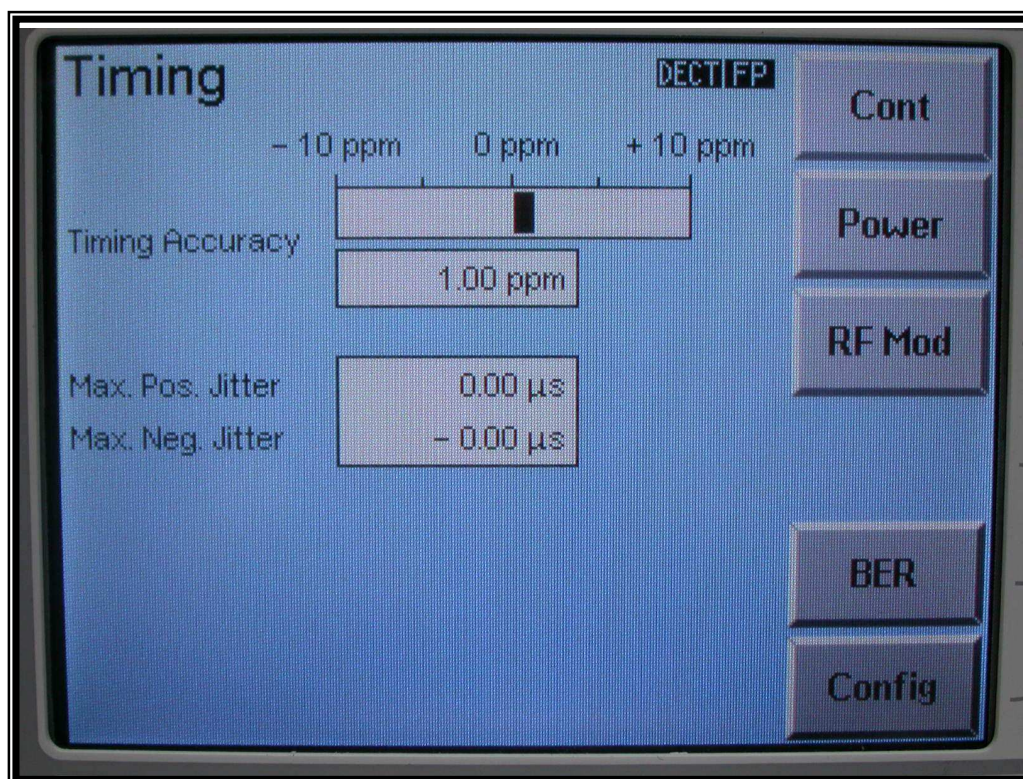 Timing
DECT FP
– 10 ppm 0 ppm + 10 ppm
Timing Accuracy
1.00 ppm
Max. Pos. Jitter 0.00 µs
Max. Neg. Jitter – 0.00 µs
Cont
Power
RF Mod
BER
Config